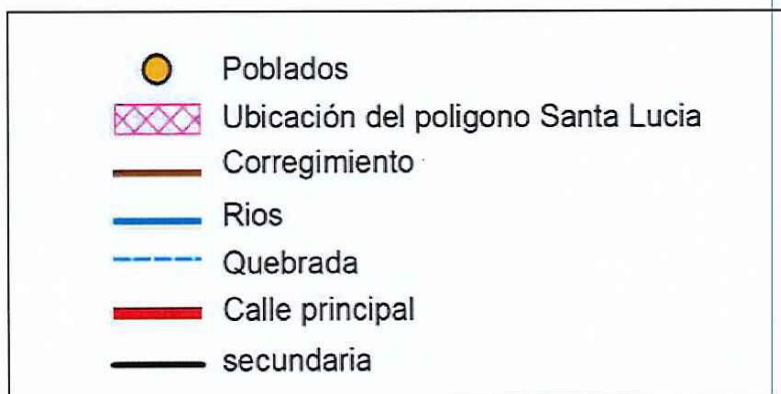 Poblados
Ubicación del poligono Santa Lucia
Corregimiento
Rios
Quebrada
Calle principal
secundaria